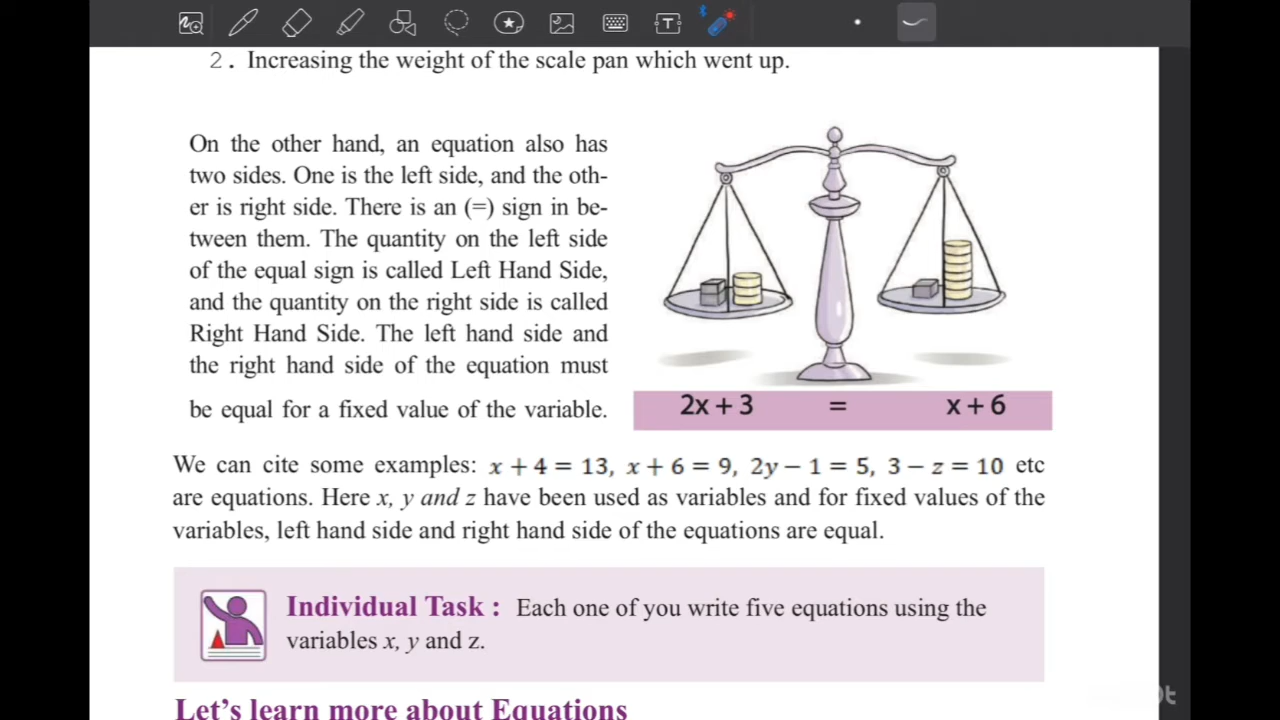 2. Increasing the weight of the scale pan which went up.
On the other hand, an equation also has
two sides. One is the left side, and the oth-
er is right side. There is an (=) sign in be-
tween them. The quantity on the left side
of the equal sign is called Left Hand Side,
and the quantity on the right side is called
Right Hand Side. The left hand side and
the right hand side of the equation must
be equal for a fixed value of the variable.
2x + 3 = x + 6
We can cite some examples: x + 4 = 13, x + 6 = 9, 2y − 1 = 5, 3 − z = 10 etc
are equations. Here x, y and z have been used as variables and for fixed values of the
variables, left hand side and right hand side of the equations are equal.
Individual Task : Each one of you write five equations using the
variables x, y and z.
Let's learn more about Equations